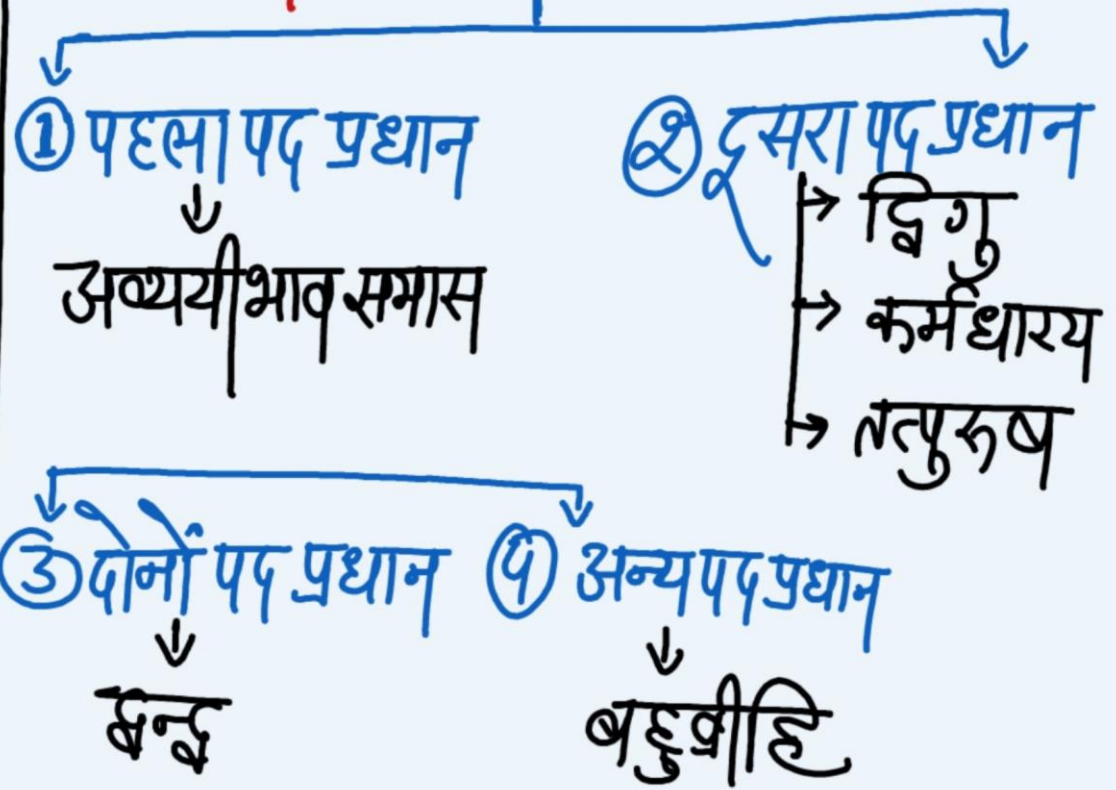 ① पहला पद प्रधान
अव्ययीभाव समास
② दूसरा पद प्रधान
द्विगु
कर्मधारय
तत्पुरुष
③ दोनों पद प्रधान
द्वन्द्व
④ अन्य पद प्रधान
बहुव्रीहि